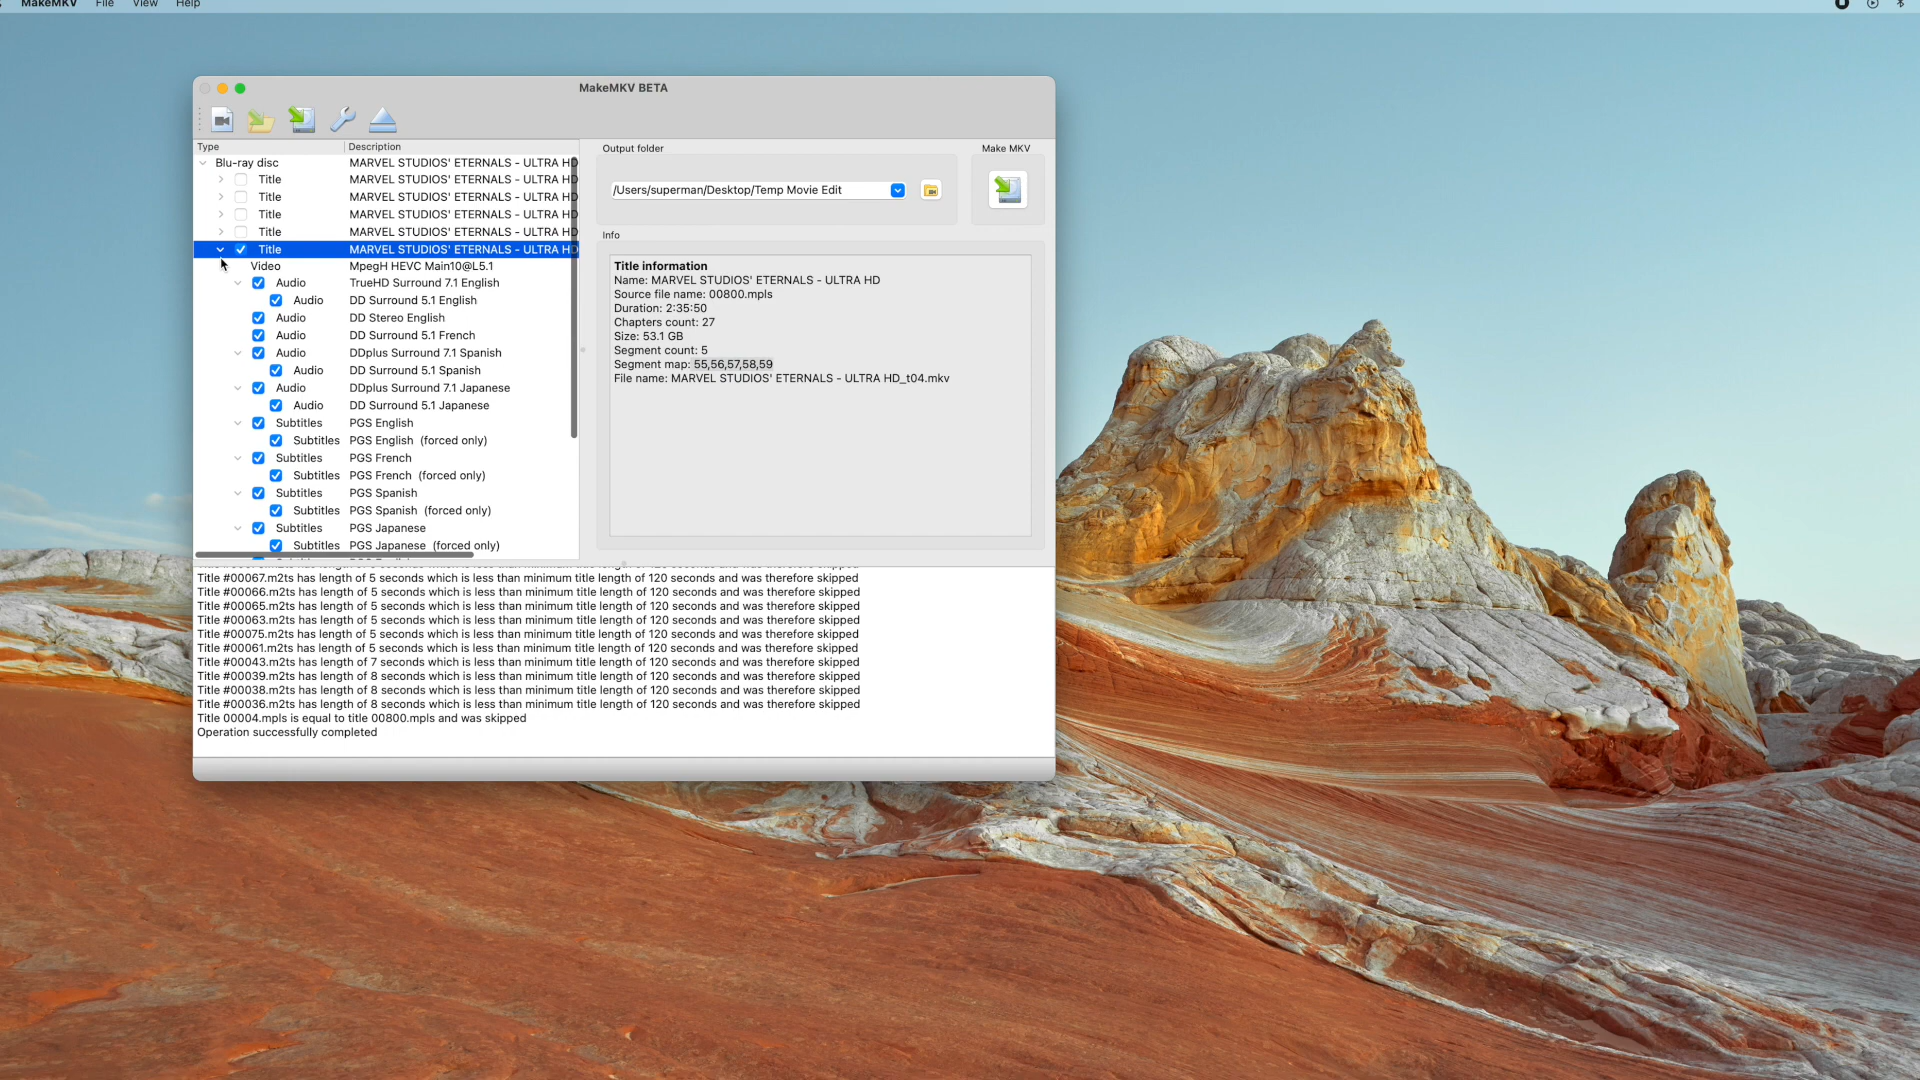 MakeMKV File View Help
MakeMKV BETA
Type Description
Blu-ray disc MARVEL STUDIOS' ETERNALS - ULTRA HD
Title MARVEL STUDIOS' ETERNALS - ULTRA HD
Title MARVEL STUDIOS' ETERNALS - ULTRA HD
Title MARVEL STUDIOS' ETERNALS - ULTRA HD
Title MARVEL STUDIOS' ETERNALS - ULTRA HD
Title MARVEL STUDIOS' ETERNALS - ULTRA HD
Video MpegH HEVC Main10@L5.1
Audio TrueHD Surround 7.1 English
Audio DD Surround 5.1 English
Audio DD Stereo English
Audio DD Surround 5.1 French
Audio DDplus Surround 7.1 Spanish
Audio DD Surround 5.1 Spanish
Audio DDplus Surround 7.1 Japanese
Audio DD Surround 5.1 Japanese
Subtitles PGS English
Subtitles PGS English (forced only)
Subtitles PGS French
Subtitles PGS French (forced only)
Subtitles PGS Spanish
Subtitles PGS Spanish (forced only)
Subtitles PGS Japanese
Subtitles PGS Japanese (forced only)
Output folder
/Users/superman/Desktop/Temp Movie Edit
Make MKV
Info
Title information
Name: MARVEL STUDIOS' ETERNALS - ULTRA HD
Source file name: 00800.mpls
Duration: 2:35:50
Chapters count: 27
Size: 53.1 GB
Segment count: 5
Segment map: 55,56,57,58,59
File name: MARVEL STUDIOS' ETERNALS - ULTRA HD_t04.mkv
Title #00067.m2ts has length of 5 seconds which is less than minimum title length of 120 seconds and was therefore skipped
Title #00066.m2ts has length of 5 seconds which is less than minimum title length of 120 seconds and was therefore skipped
Title #00065.m2ts has length of 5 seconds which is less than minimum title length of 120 seconds and was therefore skipped
Title #00063.m2ts has length of 5 seconds which is less than minimum title length of 120 seconds and was therefore skipped
Title #00075.m2ts has length of 5 seconds which is less than minimum title length of 120 seconds and was therefore skipped
Title #00061.m2ts has length of 5 seconds which is less than minimum title length of 120 seconds and was therefore skipped
Title #00043.m2ts has length of 7 seconds which is less than minimum title length of 120 seconds and was therefore skipped
Title #00039.m2ts has length of 8 seconds which is less than minimum title length of 120 seconds and was therefore skipped
Title #00038.m2ts has length of 8 seconds which is less than minimum title length of 120 seconds and was therefore skipped
Title #00036.m2ts has length of 8 seconds which is less than minimum title length of 120 seconds and was therefore skipped
Title 00004.mpls is equal to title 00800.mpls and was skipped
Operation successfully completed